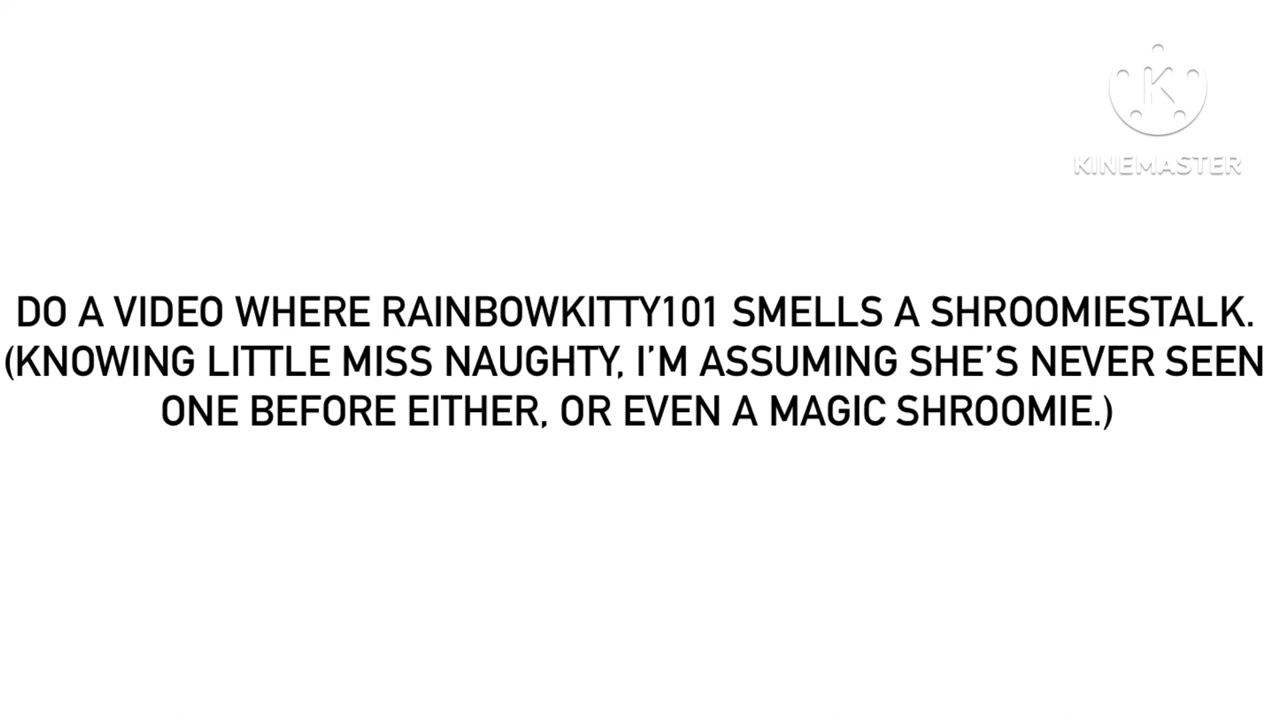 K
KINEMASTER
DO A VIDEO WHERE RAINBOWKITTY101 SMELLS A SHROOMIESTALK.
(KNOWING LITTLE MISS NAUGHTY, I'M ASSUMING SHE'S NEVER SEEN
ONE BEFORE EITHER, OR EVEN A MAGIC SHROOMIE.)